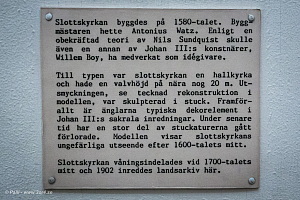 Slottskyrkan byggdes på 1580-talet. Bygg
mästaren hette Antonius Watz. Enligt en
obekräftad teori av Nils Sundquist skulle
även en annan av Johan III:s konstnärer,
Willem Boy, ha medverkat som idégivare.
Till typen var slottskyrkan en hallkyrka
och hade en valvhöjd på nära nog 20 m. Ut-
smyckningen, se tecknad rekonstruktion i
modellen, var skulpterad i stuck. Framför-
allt är änglarna typiska dekorelement i
Johan III:s sakrala inredningar. Under senare
tid har en stor del av stuckaturerna gått
förlorade. Modellen visar slottskyrkans
ungefärliga utseende efter 1600-talets mitt.
Slottskyrkan våningsindelades vid 1700-talets
mitt och 1902 inreddes landsarkiv här.